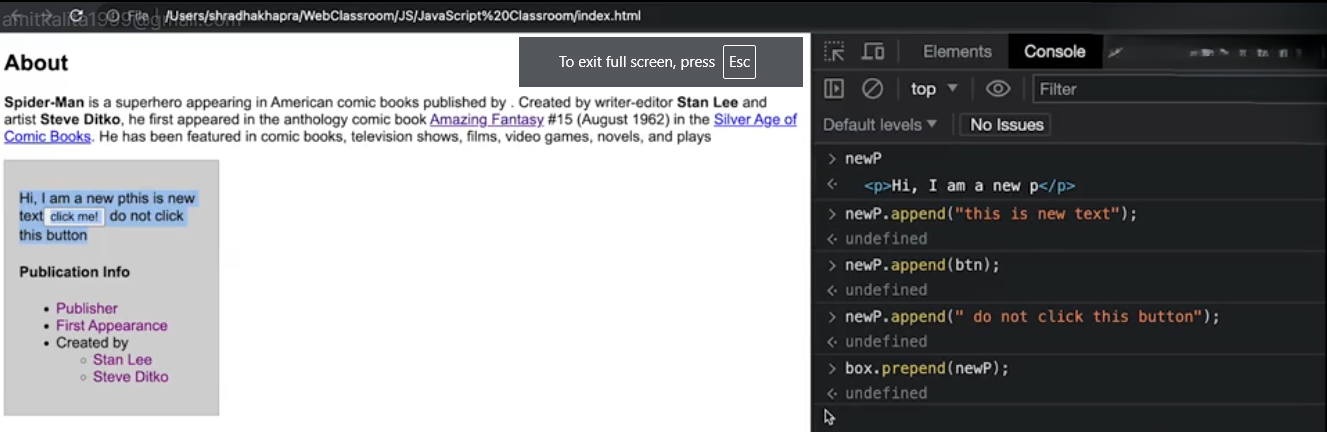 amitkalita1999@gmail.com
File /Users/shradhakhapra/WebClassroom/JS/JavaScript%20Classroom/index.html
To exit full screen, press Esc
About
Spider-Man is a superhero appearing in American comic books published by . Created by writer-editor Stan Lee and
artist Steve Ditko, he first appeared in the anthology comic book Amazing Fantasy #15 (August 1962) in the Silver Age of
Comic Books. He has been featured in comic books, television shows, films, video games, novels, and plays
Hi, I am a new pthis is new
text click me! do not click
this button
Publication Info
Publisher
First Appearance
Created by
Stan Lee
Steve Ditko
Elements Console
top Filter
Default levels No Issues
newP
<p>Hi, I am a new p</p>
newP.append("this is new text");
undefined
newP.append(btn);
undefined
newP.append(" do not click this button");
undefined
box.prepend(newP);
undefined